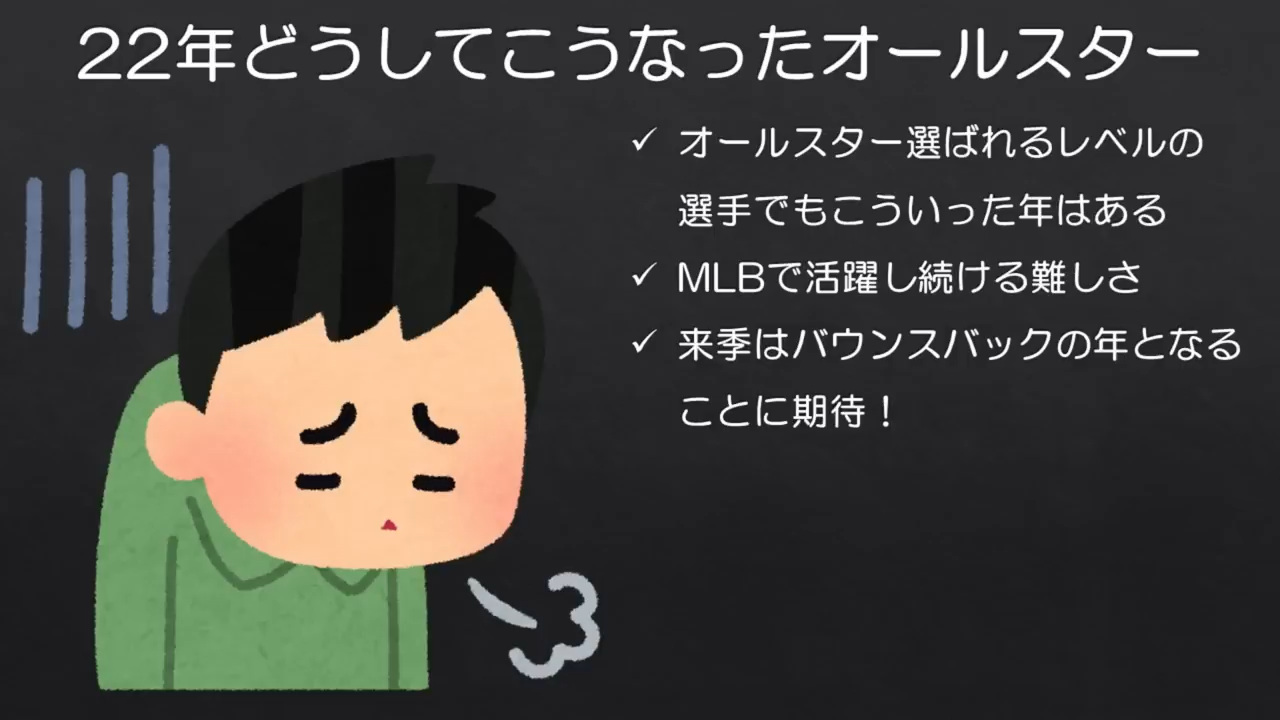 22年どうしてこうなったオールスター
✓ オールスター選ばれるレベルの
選手でもこういった年はある
✓ MLBで活躍し続ける難しさ
✓ 来季はバウンスバックの年となる
ことに期待！